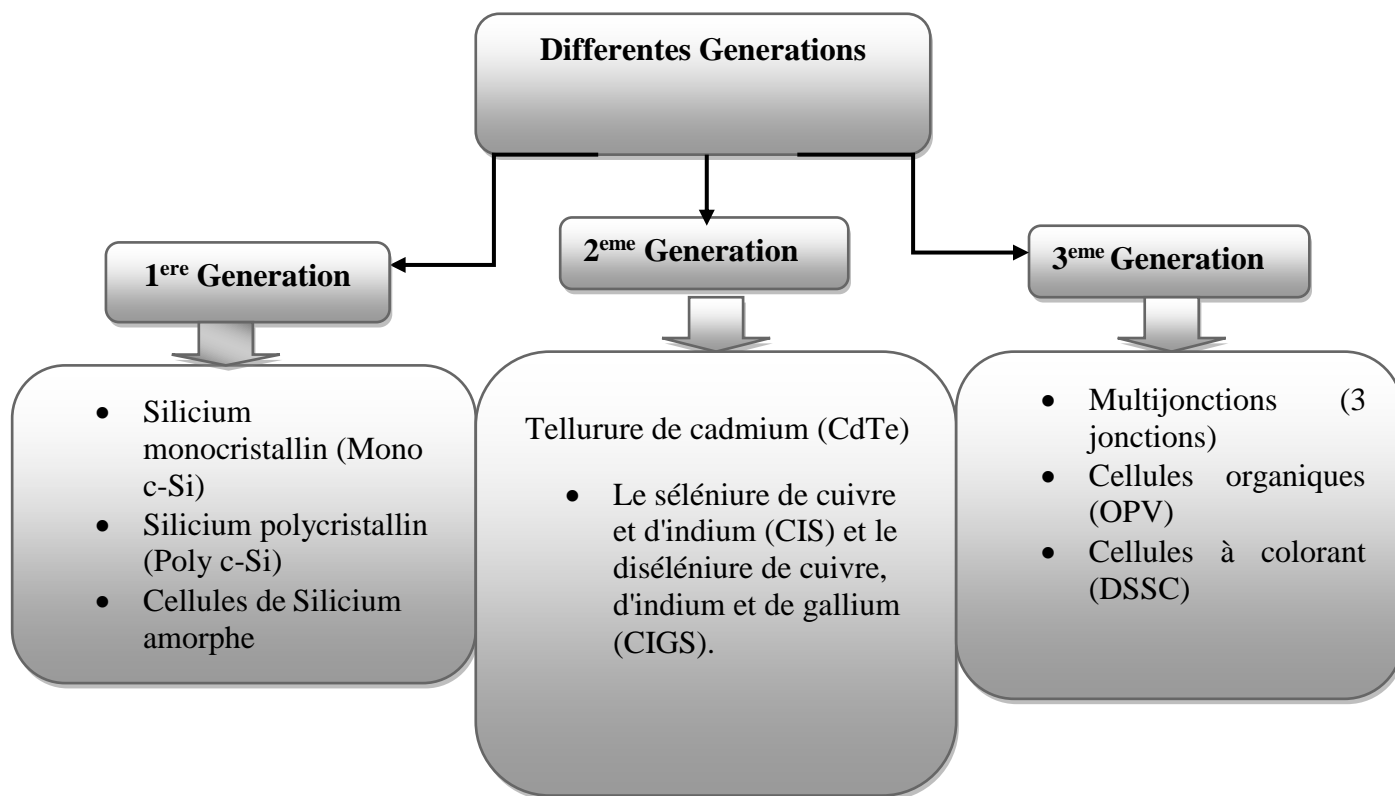 Differentes Generations
1ere Generation
2eme Generation
3eme Generation
• Silicium
monocristallin (Mono
c-Si)
• Silicium polycristallin
(Poly c-Si)
• Cellules de Silicium
amorphe
Tellurure de cadmium (CdTe)
• Le séléniure de cuivre
et d'indium (CIS) et le
diséléniure de cuivre,
d'indium et de gallium
(CIGS).
• Multijonctions (3
jonctions)
• Cellules organiques
(OPV)
• Cellules à colorant
(DSSC)